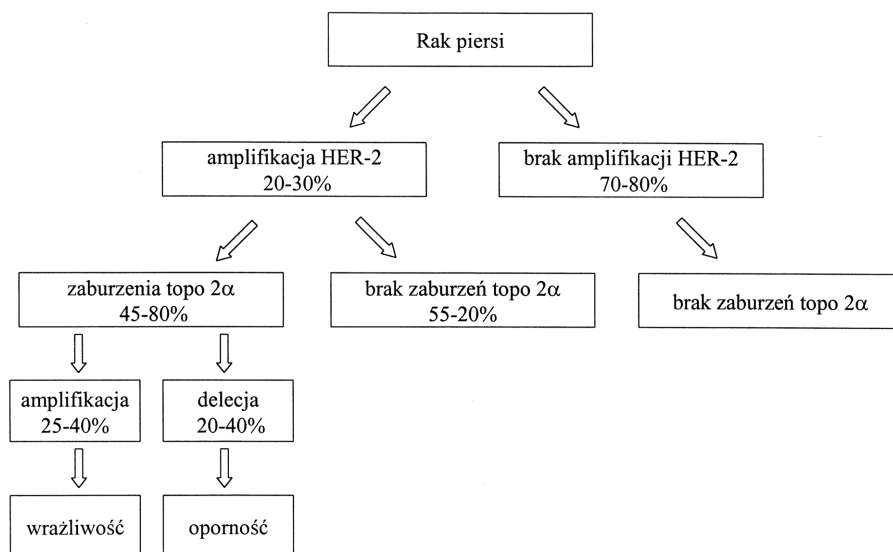 Rak piersi
amplifikacja HER-2
20-30%
brak amplifikacji HER-2
70-80%
zaburzenia topo 2α
45-80%
brak zaburzeń topo 2α
55-20%
brak zaburzeń topo 2α
amplifikacja
25-40%
delecja
20-40%
wrażliwość
oporność